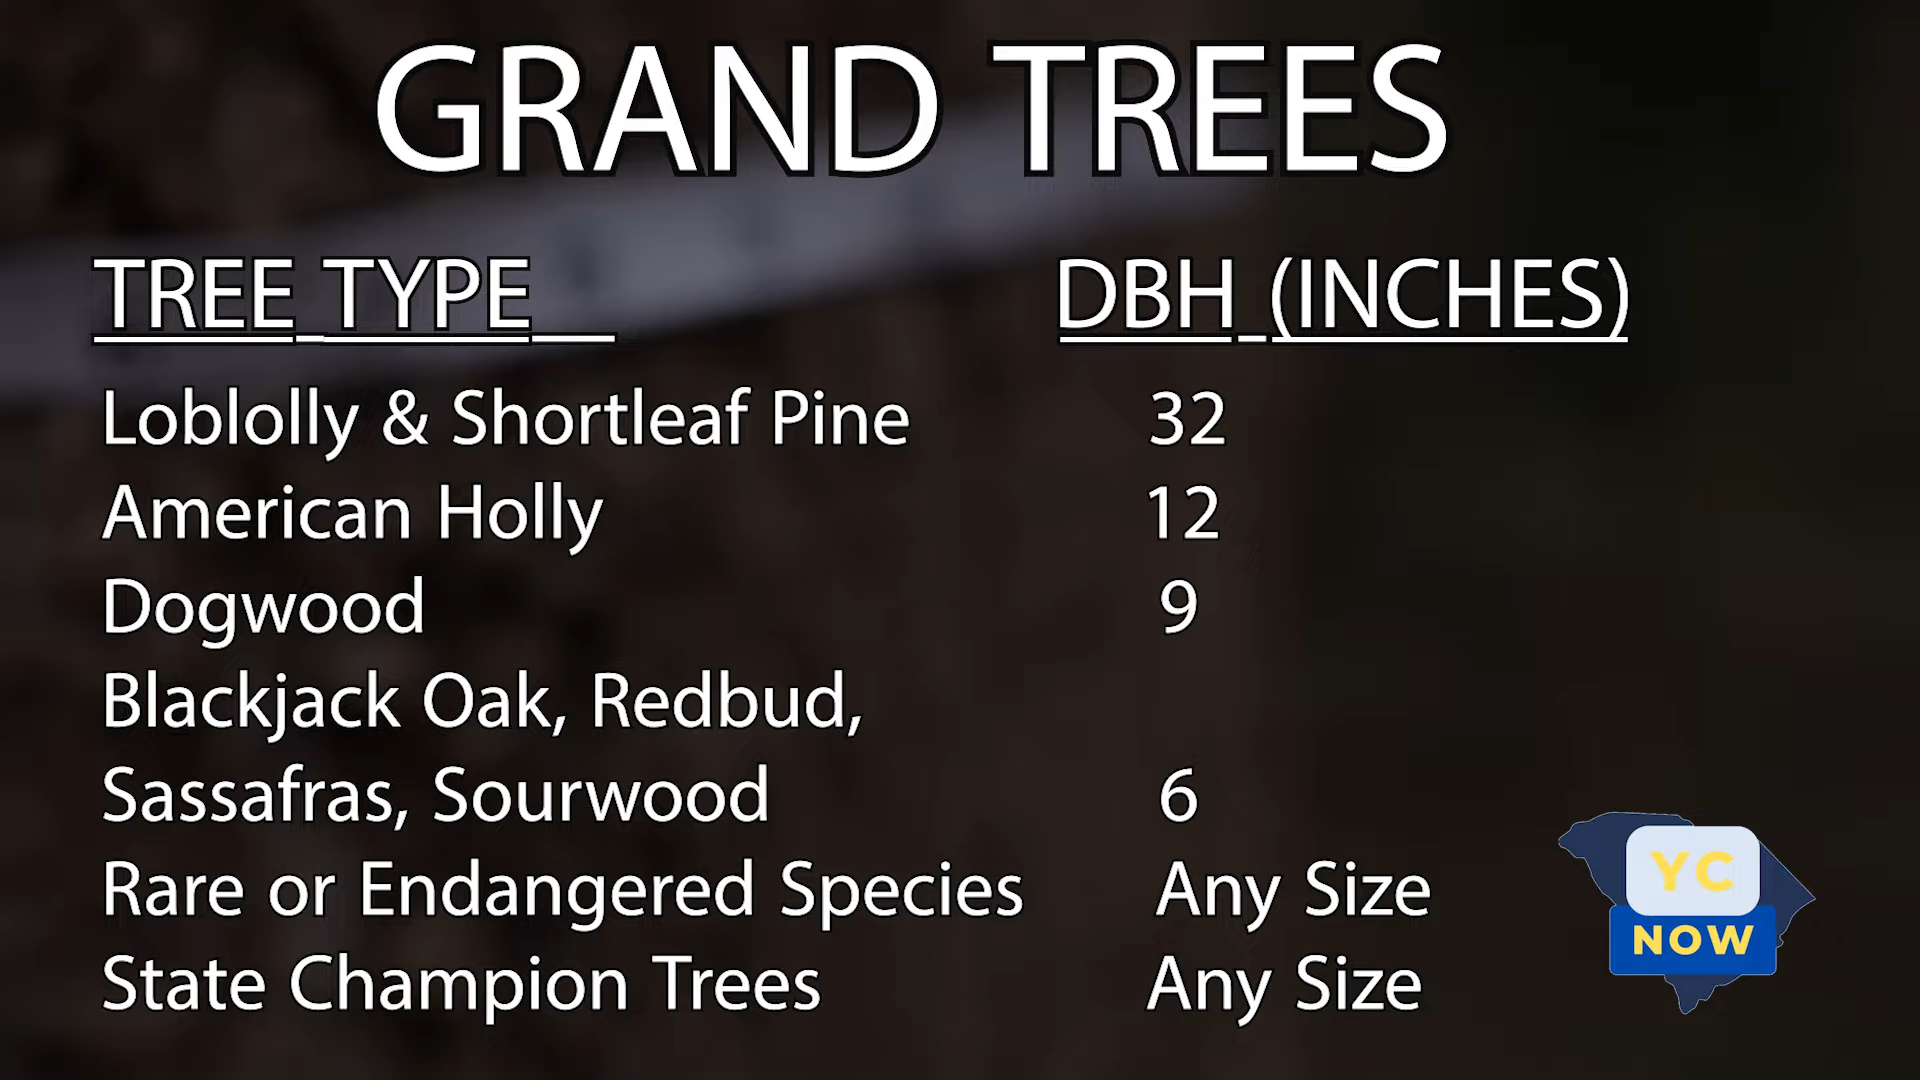 GRAND TREES
TREE TYPE DBH (INCHES)
Loblolly & Shortleaf Pine 32
American Holly 12
Dogwood 9
Blackjack Oak, Redbud,
Sassafras, Sourwood 6
Rare or Endangered Species Any Size
State Champion Trees Any Size
YC
NOW